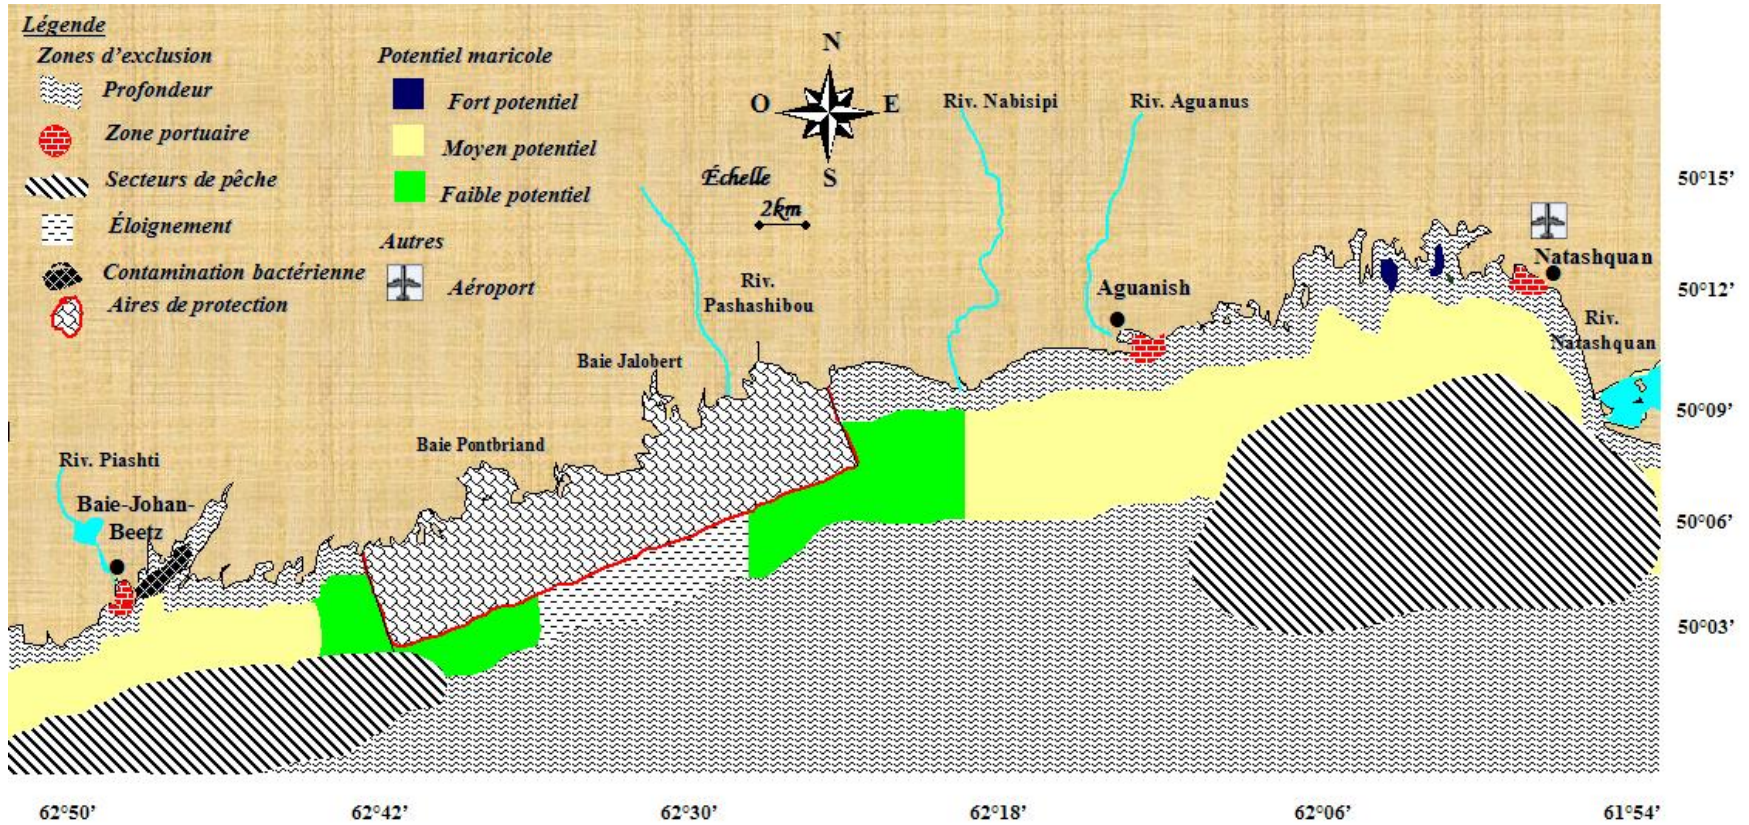 Légende
Zones d'exclusion
Profondeur
Zone portuaire
Secteurs de pêche
Éloignement
Contamination bactérienne
Aires de protection
Potentiel maricole
Fort potentiel
Moyen potentiel
Faible potentiel
Autres
Aéroport
N
O
E
S
Échelle
2km
Riv. Nabisipi
Riv. Aguanus
Riv.
Pashashibou
Aguanish
Natashquan
Riv.
Natashquan
Baie Jalobert
Baie Pontbriand
Riv. Piashti
Baie-Johan-
Beetz
50°15'
50°12'
50°09'
50°06'
50°03'
62°50'
62°42'
62°30'
62°18'
62°06'
61°54'